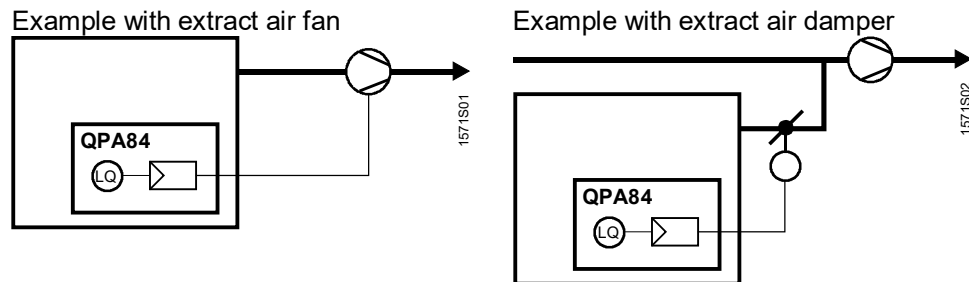 Example with extract air fan
QPA84
LQ
1571S01
Example with extract air damper
QPA84
LQ
1571S02